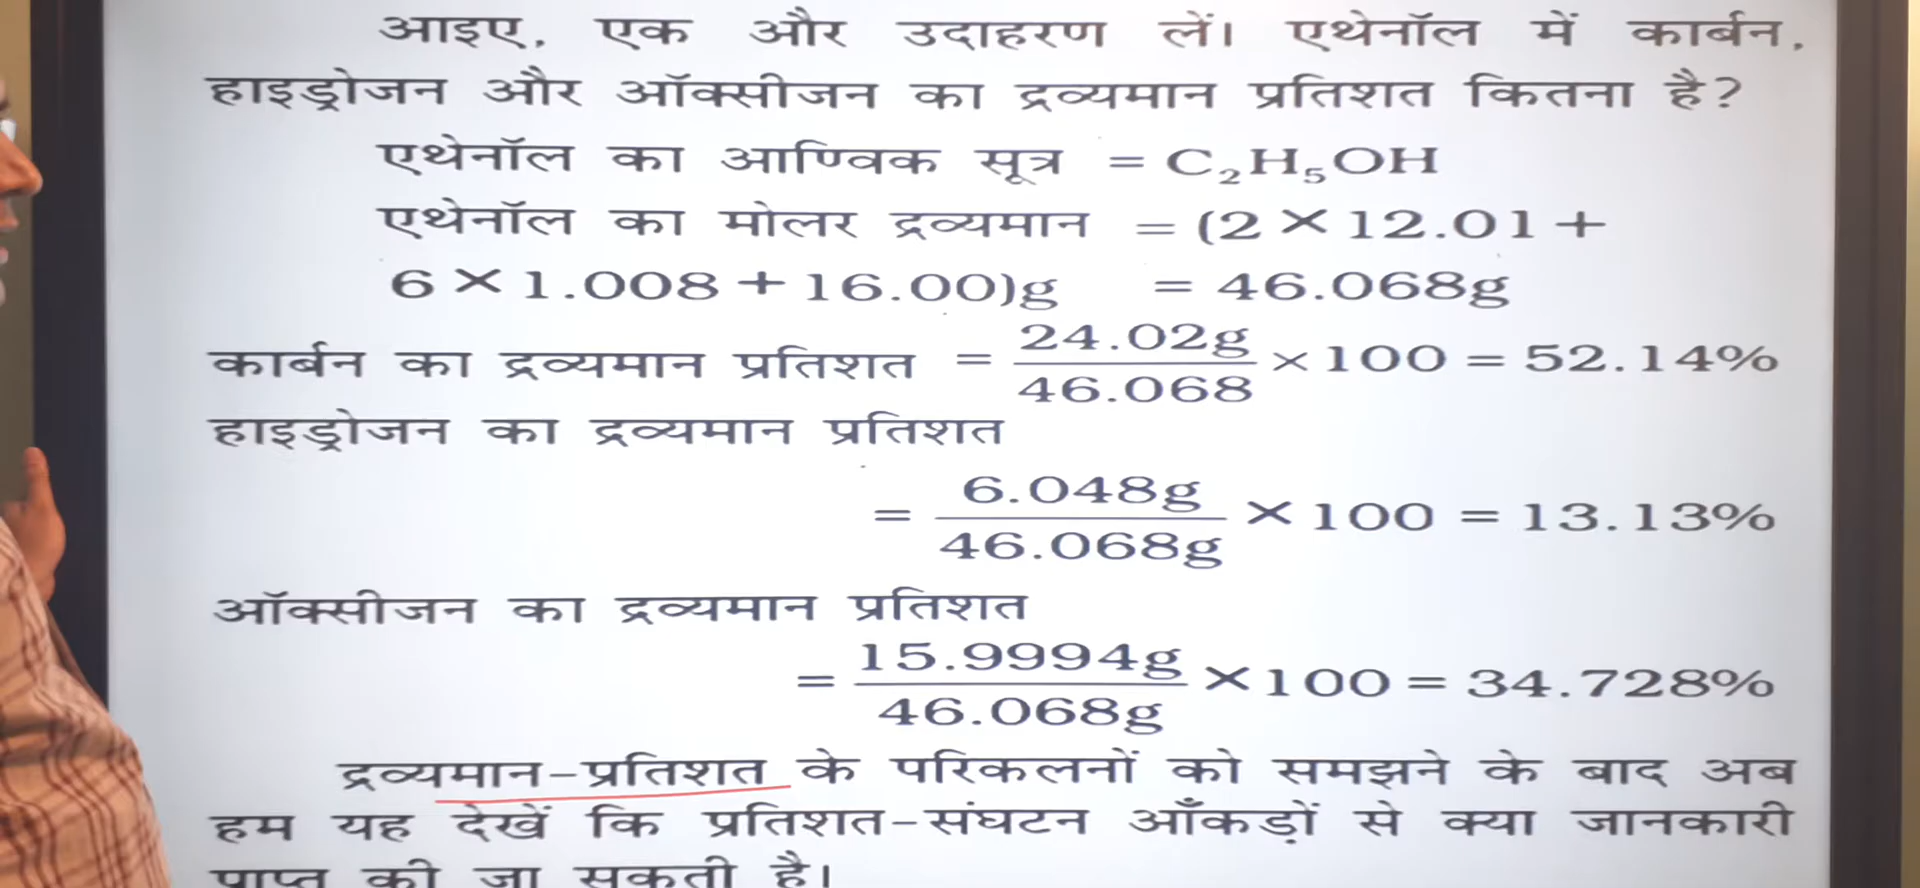 आइए, एक और उदाहरण लें। एथेनॉल में कार्बन,
हाइड्रोजन और ऑक्सीजन का द्रव्यमान प्रतिशत कितना है?
एथेनॉल का आण्विक सूत्र = C₂H₅OH
एथेनॉल का मोलर द्रव्यमान = (2 × 12.01 +
6 × 1.008 + 16.00)g = 46.068g
कार्बन का द्रव्यमान प्रतिशत = 24.02g / 46.068 × 100 = 52.14%
हाइड्रोजन का द्रव्यमान प्रतिशत
= 6.048g / 46.068g × 100 = 13.13%
ऑक्सीजन का द्रव्यमान प्रतिशत
= 15.9994g / 46.068g × 100 = 34.728%
द्रव्यमान-प्रतिशत के परिकलनों को समझने के बाद अब
हम यह देखें कि प्रतिशत-संघटन आँकड़ों से क्या जानकारी
प्राप्त की जा सकती है।